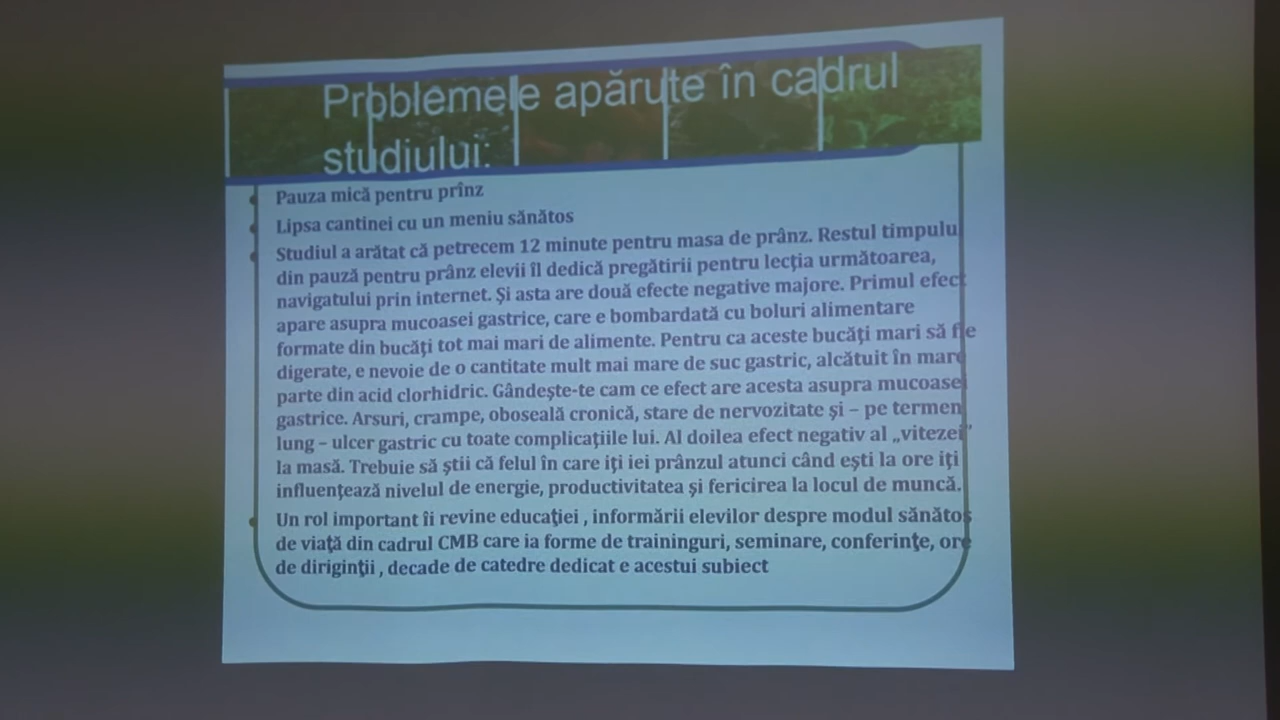 Problemele apărute în cadrul
studiului:
Pauza mică pentru prînz
Lipsa cantinei cu un meniu sănătos
Studiul a arătat că petrecem 12 minute pentru masa de prânz. Restul timpulu
din pauză pentru prânz elevii îl dedică pregătirii pentru lecţia următoarea,
navigatului prin internet. Şi asta are două efecte negative majore. Primul efect
apare asupra mucoasei gastrice, care e bombardată cu boluri alimentare
formate din bucăţi tot mai mari de alimente. Pentru ca aceste bucăţi mari să fie
digerate, e nevoie de o cantitate mult mai mare de suc gastric, alcătuit în mare
parte din acid clorhidric. Gândeşte-te cam ce efect are acesta asupra mucoasei
gastrice. Arsuri, crampe, oboseală cronică, stare de nervozitate şi – pe termen
lung – ulcer gastric cu toate complicaţiile lui. Al doilea efect negativ al „vitezei”
la masă. Trebuie să ştii că felul în care iţi iei prânzul atunci când eşti la ore iţi
influenţează nivelul de energie, productivitatea şi fericirea la locul de muncă.
Un rol important îi revine educaţiei , informării elevilor despre modul sănătos
de viaţă din cadrul CMB care ia forme de traininguri, seminare, conferinţe, ore
de diriginţii , decade de catedre dedicat e acestui subiect